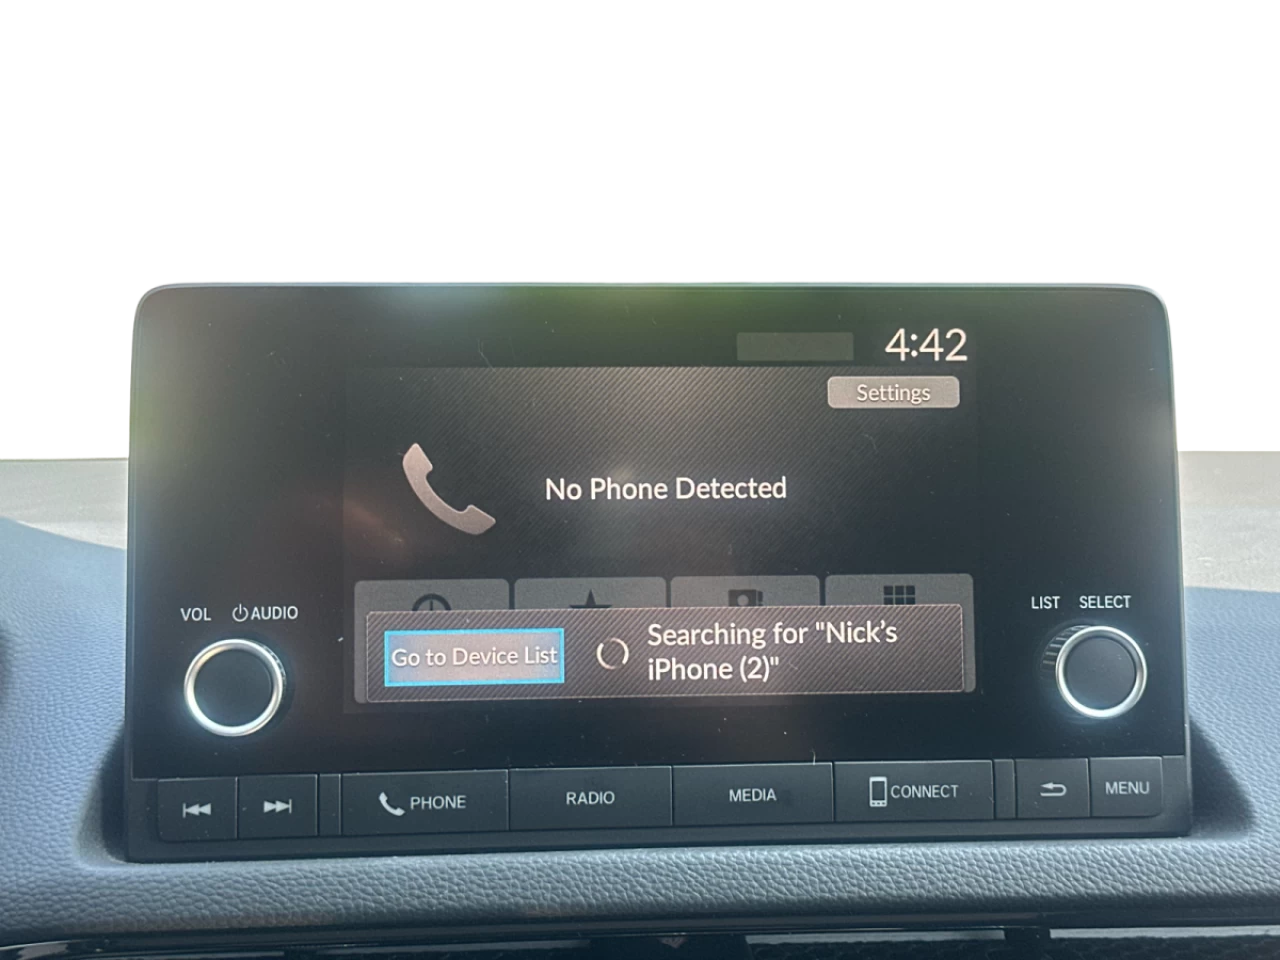 4:42
Settings
No Phone Detected
Go to Device List
Searching for "Nick's
iPhone (2)"
VOL AUDIO
LIST SELECT
PHONE
RADIO
MEDIA
CONNECT
MENU